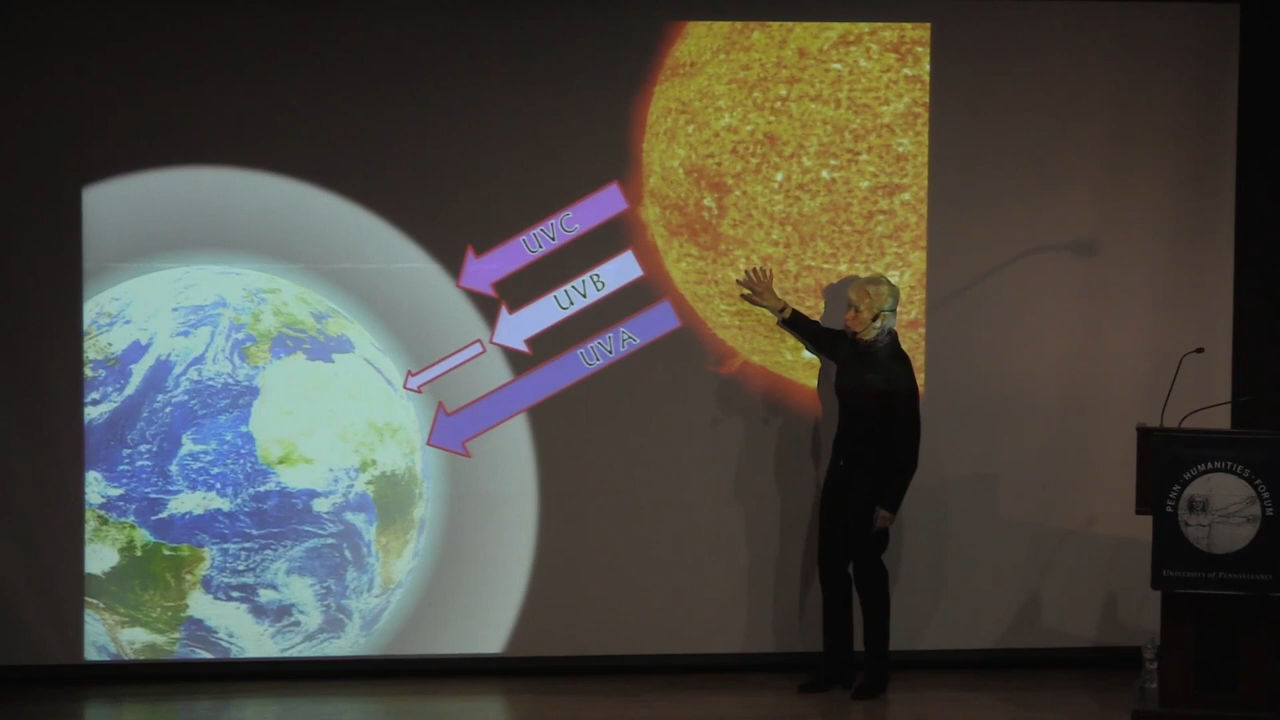 UVC
UVB
UVA
PENN · HUMANITIES · FORUM
UNIVERSITY of PENNSYLVANIA